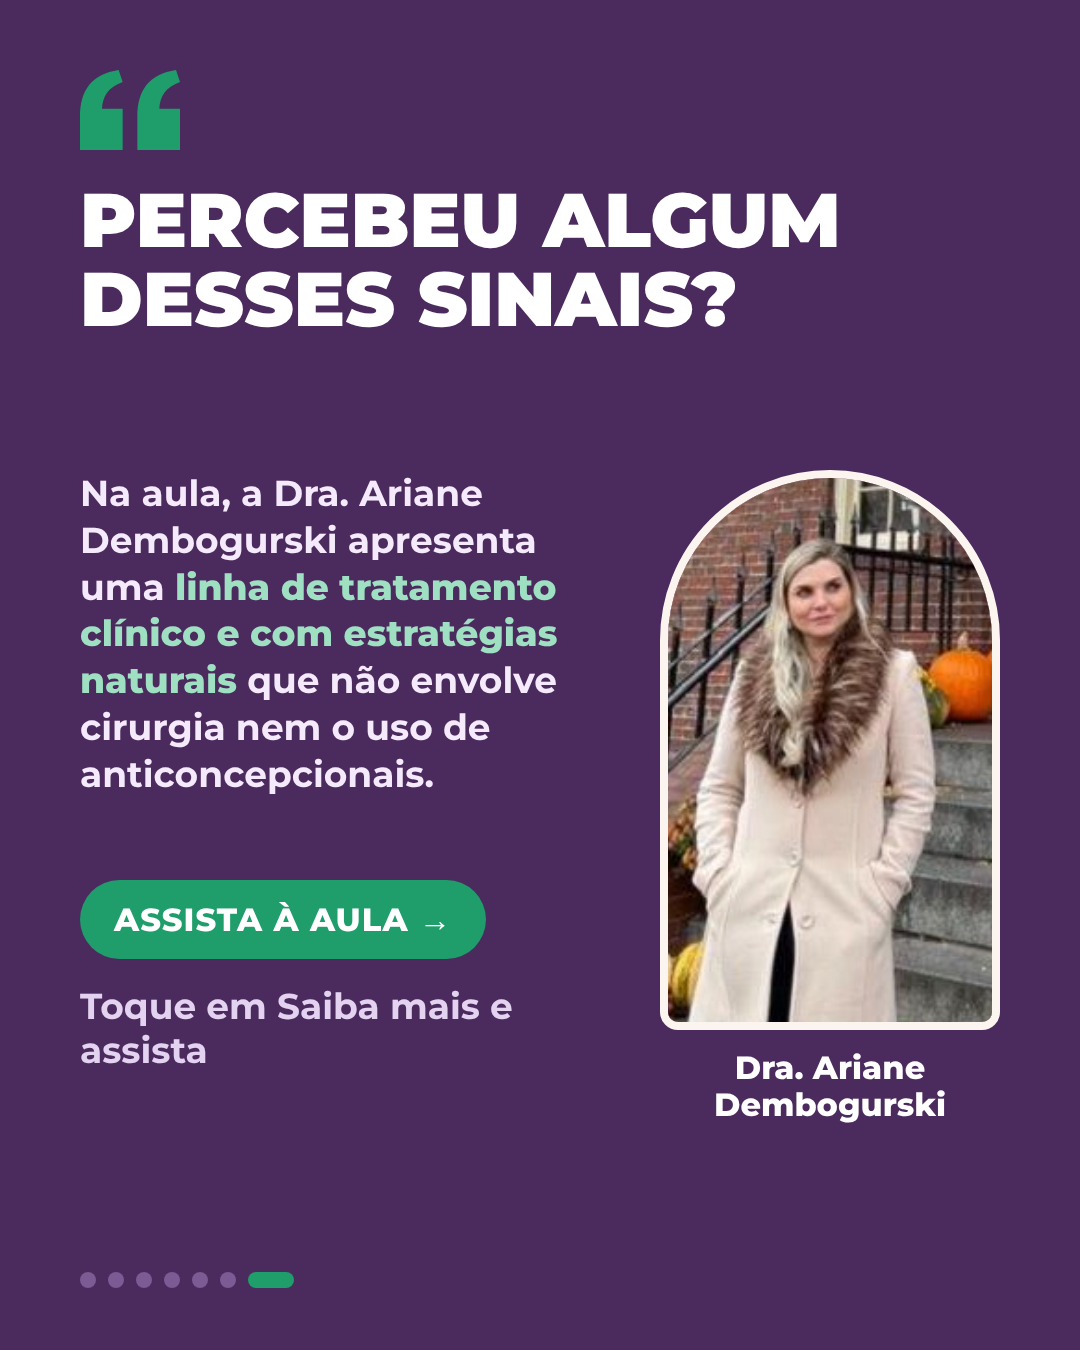 PERCEBEU ALGUM
DESSES SINAIS?
Na aula, a Dra. Ariane
Dembogurski apresenta
uma linha de tratamento
clínico e com estratégias
naturais que não envolve
cirurgia nem o uso de
anticoncepcionais.
ASSISTA À AULA →
Toque em Saiba mais e
assista
Dra. Ariane
Dembogurski